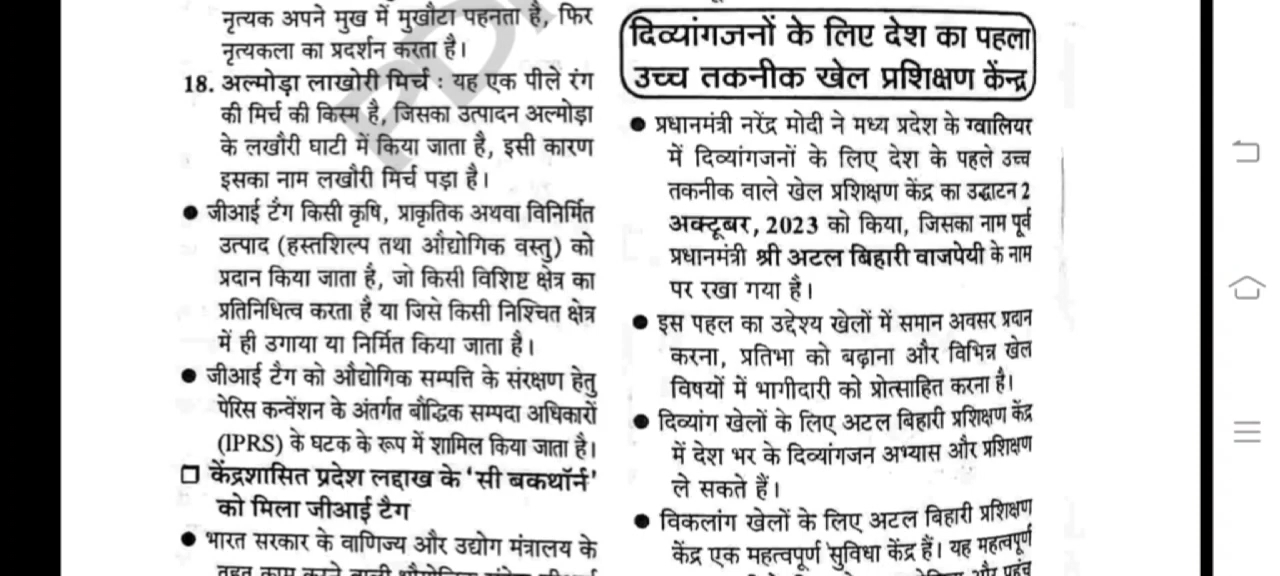 नृत्यक अपने मुख में मुखौटा पहनता है, फिर
नृत्यकला का प्रदर्शन करता है।
18. अल्मोड़ा लाखोरी मिर्च : यह एक पीले रंग
की मिर्च की किस्म है, जिसका उत्पादन अल्मोड़ा
के लखौरी घाटी में किया जाता है, इसी कारण
इसका नाम लखौरी मिर्च पड़ा है।
● जीआई टैग किसी कृषि, प्राकृतिक अथवा विनिर्मित
उत्पाद (हस्तशिल्प तथा औद्योगिक वस्तु) को
प्रदान किया जाता है, जो किसी विशिष्ट क्षेत्र का
प्रतिनिधित्व करता है या जिसे किसी निश्चित क्षेत्र
में ही उगाया या निर्मित किया जाता है।
● जीआई टैग को औद्योगिक सम्पत्ति के संरक्षण हेतु
पेरिस कन्वेंशन के अंतर्गत बौद्धिक सम्पदा अधिकारों
(IPRS) के घटक के रूप में शामिल किया जाता है।
❑ केंद्रशासित प्रदेश लद्दाख के ‘सी बकथॉर्न’
को मिला जीआई टैग
● भारत सरकार के वाणिज्य और उद्योग मंत्रालय के
दिव्यांगजनों के लिए देश का पहला
उच्च तकनीक खेल प्रशिक्षण केंन्द्र
● प्रधानमंत्री नरेंद्र मोदी ने मध्य प्रदेश के ग्वालियर
में दिव्यांगजनों के लिए देश के पहले उच्च
तकनीक वाले खेल प्रशिक्षण केंद्र का उद्घाटन 2
अक्टूबर, 2023 को किया, जिसका नाम पूर्व
प्रधानमंत्री श्री अटल बिहारी वाजपेयी के नाम
पर रखा गया है।
● इस पहल का उद्देश्य खेलों में समान अवसर प्रदान
करना, प्रतिभा को बढ़ाना और विभिन्न खेल
विषयों में भागीदारी को प्रोत्साहित करना है।
● दिव्यांग खेलों के लिए अटल बिहारी प्रशिक्षण केंद्र
में देश भर के दिव्यांगजन अभ्यास और प्रशिक्षण
ले सकते हैं।
● विकलांग खेलों के लिए अटल बिहारी प्रशिक्षण
केंद्र एक महत्वपूर्ण सुविधा केंद्र हैं। यह महत्वपूर्ण